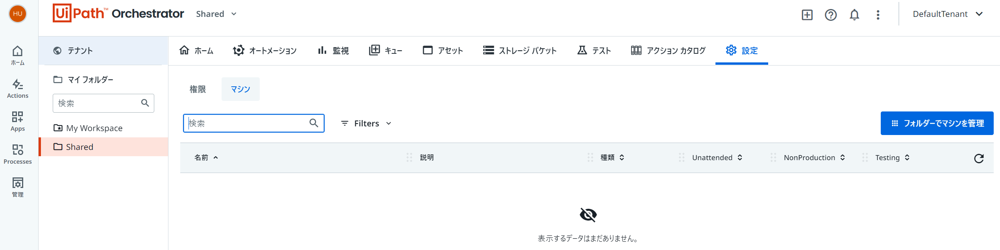 HU
UiPath™ Orchestrator Shared
DefaultTenant
ホーム
Actions
Apps
Processes
管理
テナント
マイ フォルダー
検索
My Workspace
Shared
ホーム オートメーション 監視 キュー アセット ストレージ バケット テスト アクション カタログ 設定
権限 マシン
検索 Filters フォルダーでマシンを管理
名前 説明 種類 Unattended NonProduction Testing
表示するデータはまだありません。